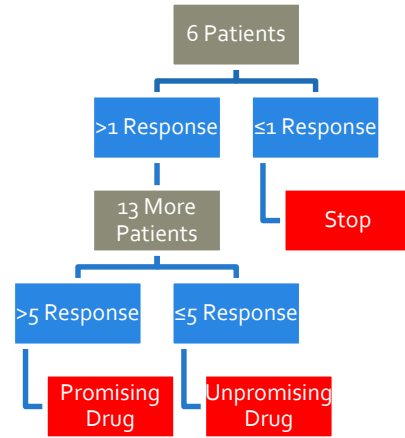 6 Patients
>1 Response
≤1 Response
13 More
Patients
Stop
>5 Response
≤5 Response
Promising
Drug
Unpromising
Drug